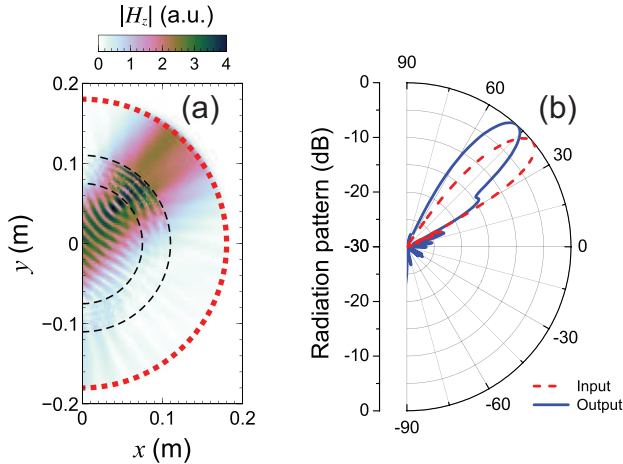 |H_z| (a.u.)
0 1 2 3 4
(a)
0.2
0.1
0
−0.1
−0.2
y (m)
0 0.1 0.2
x (m)
(b)
Radiation pattern (dB)
0
-10
-20
-30
-20
-10
0
90
60
30
0
-30
-60
-90
Input
Output